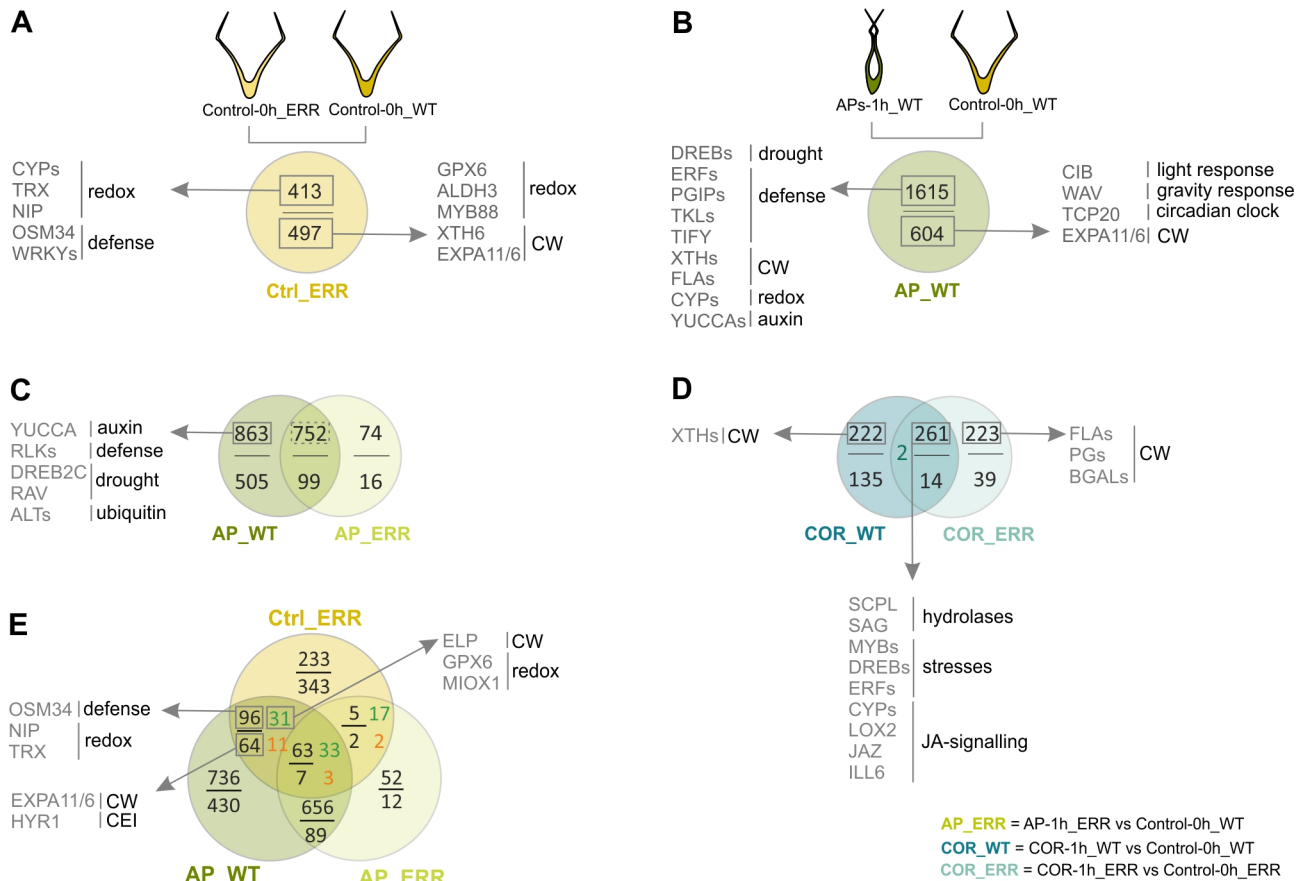 A
Control-0h_ERR Control-0h_WT
CYPs
TRX
NIP
redox
OSM34
WRKYs
defense
413
497
GPX6
ALDH3
MYB88
redox
XTH6
EXPA11/6
CW
Ctrl_ERR
B
APs-1h_WT Control-0h_WT
DREBs drought
ERFs
PGIPs
TKLs
TIFY
defense
XTHs
FLAs
CW
CYPs redox
YUCCAs auxin
1615
604
CIB light response
WAV gravity response
TCP20 circadian clock
EXPA11/6 CW
AP_WT
C
YUCCA auxin
RLKs defense
DREB2C
RAV
drought
ALTs ubiquitin
863 752 74
505 99 16
AP_WT AP_ERR
D
XTHs CW
222 261 223
2
135 14 39
FLAs
PGs
BGALs
CW
COR_WT COR_ERR
SCPL
SAG
hydrolases
MYBs
DREBs
ERFs
stresses
CYPs
LOX2
JAZ
ILL6
JA-signalling
E
Ctrl_ERR
233
343
ELP CW
GPX6
MIOX1
redox
OSM34 defense
NIP
TRX
redox
96 31
64 11
5 17
2 2
63 33
7 3
736
430
52
12
656
89
EXPA11/6 CW
HYR1 CEI
AP_WT AP_ERR
AP_ERR = AP-1h_ERR vs Control-0h_WT
COR_WT = COR-1h_WT vs Control-0h_WT
COR_ERR = COR-1h_ERR vs Control-0h_ERR